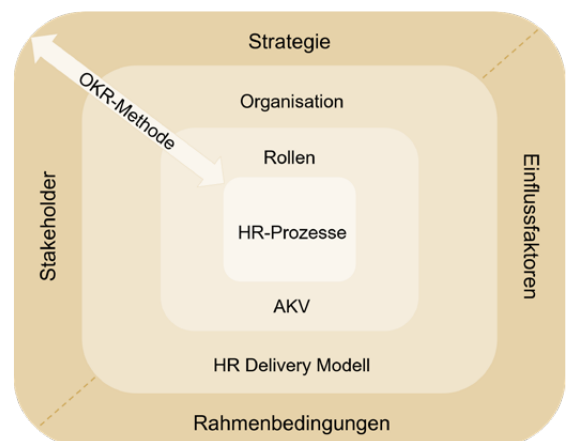 Strategie
OKR-Methode
Organisation
Rollen
Stakeholder
HR-Prozesse
Einflussfaktoren
AKV
HR Delivery Modell
Rahmenbedingungen